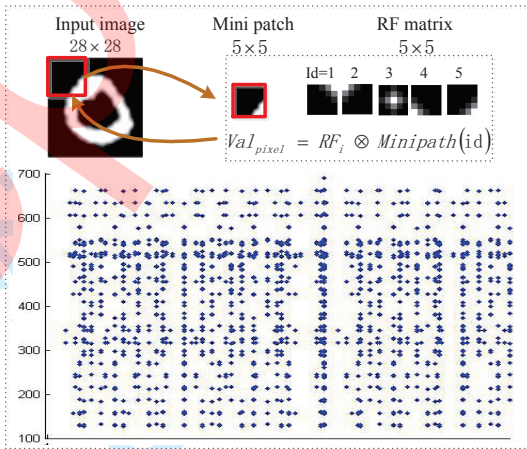 Input image Mini patch RF matrix
28×28 5×5 5×5
Id=1 2 3 4 5
Val_pixel = RF_i ⊗ Minipath(id)
700
600
500
400
300
200
100